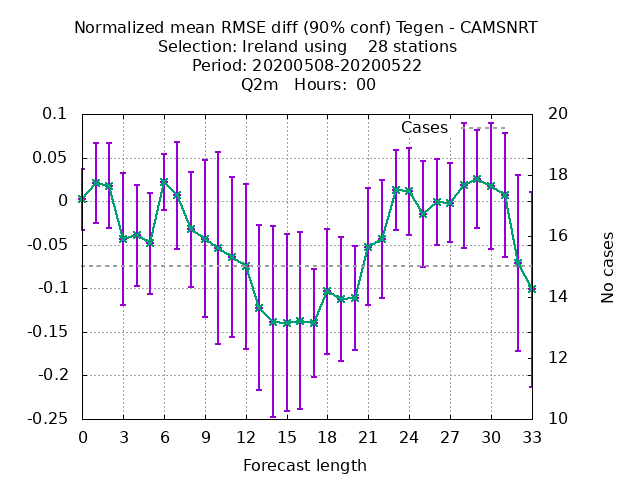 Normalized mean RMSE diff (90% conf) Tegen - CAMSNRT
Selection: Ireland using    28 stations
Period: 20200508-20200522
Q2m   Hours:  00
0.1
0.05
0
-0.05
-0.1
-0.15
-0.2
-0.25
Cases
20
18
16
14
12
10
No cases
0 3 6 9 12 15 18 21 24 27 30 33
Forecast length